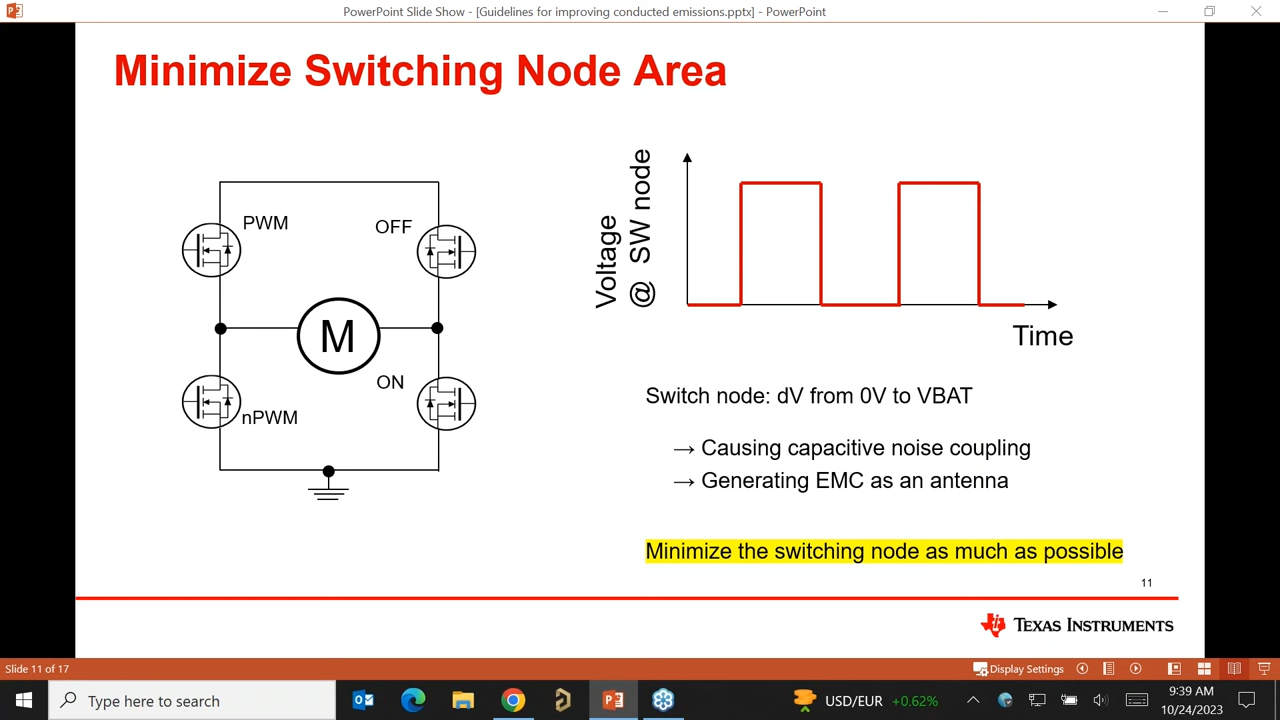 PowerPoint Slide Show - [Guidelines for improving conducted emissions.pptx] - PowerPoint
Minimize Switching Node Area
PWM
OFF
M
ON
nPWM
Voltage
@ SW node
Time
Switch node: dV from 0V to VBAT
→ Causing capacitive noise coupling
→ Generating EMC as an antenna
Minimize the switching node as much as possible
11
TEXAS INSTRUMENTS
Slide 11 of 17
Display Settings
Type here to search
USD/EUR +0.62%
9:39 AM
10/24/2023